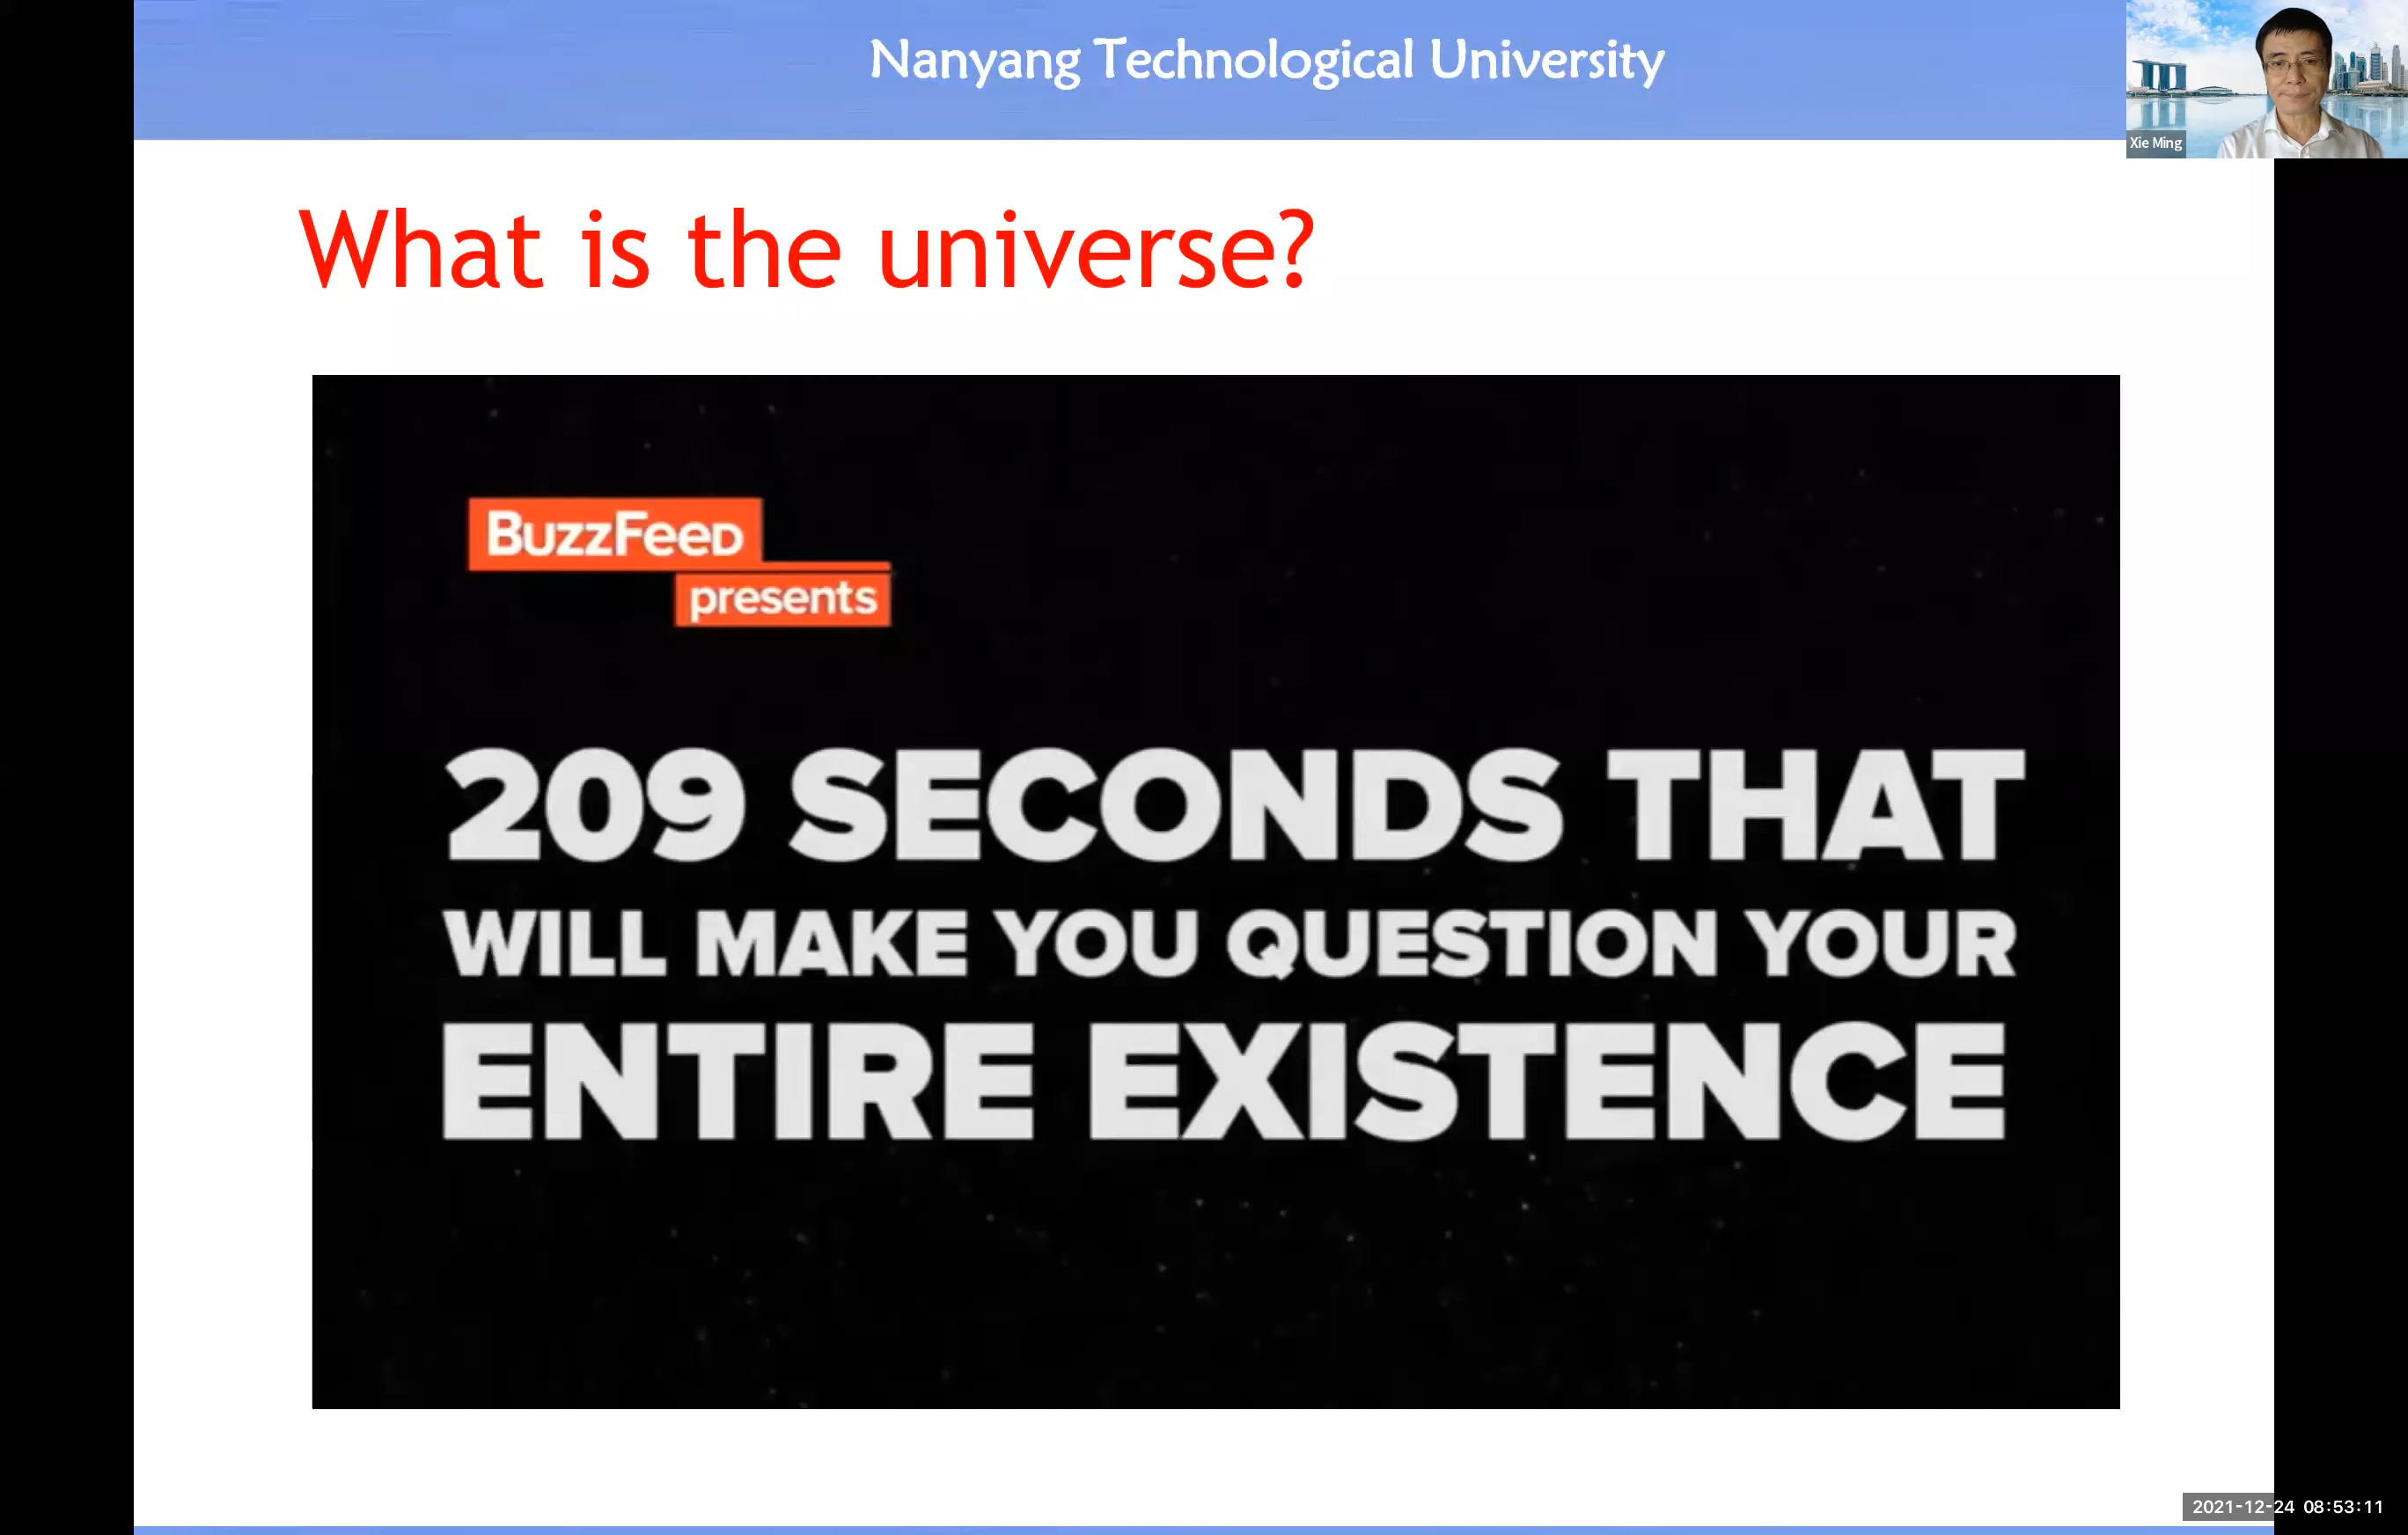 Nanyang Technological University
Xie Ming
What is the universe?
BuzzFeeD
presents
209 SECONDS THAT
WILL MAKE YOU QUESTION YOUR
ENTIRE EXISTENCE
2021-12-24 08:53:11